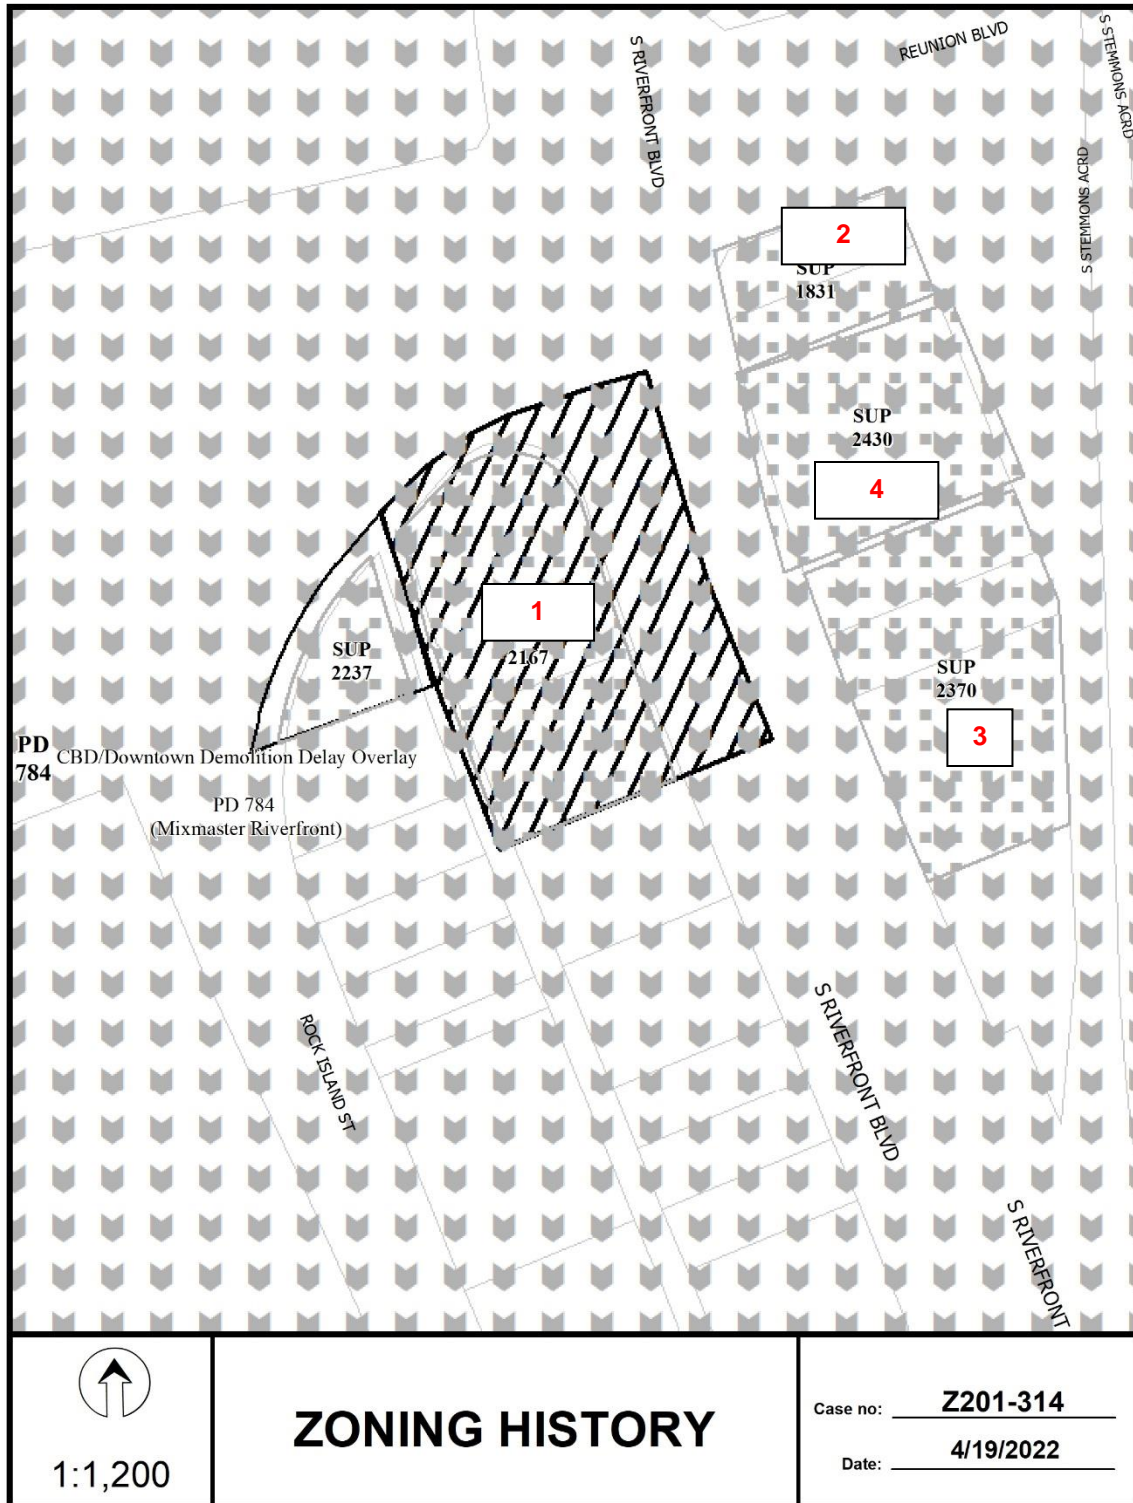 REUNION BLVD
S STEMMONS ACRD
S RIVERFRONT BLVD
S STEMMONS ACRD
2
SUP
1831
SUP
2430
4
1
2167
SUP
2237
SUP
2370
3
PD
784
CBD/Downtown Demolition Delay Overlay
PD 784
(Mixmaster Riverfront)
ROCK ISLAND ST
S RIVERFRONT BLVD
S RIVERFRONT
1:1,200
ZONING HISTORY
Case no: Z201-314
Date: 4/19/2022